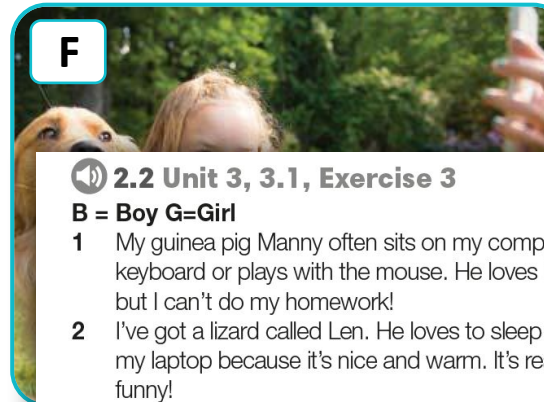 F
2.2 Unit 3, 3.1, Exercise 3
B = Boy G=Girl
1 My guinea pig Manny often sits on my comp
keyboard or plays with the mouse. He loves
but I can't do my homework!
2 I've got a lizard called Len. He loves to sleep
my laptop because it's nice and warm. It's re
funny!